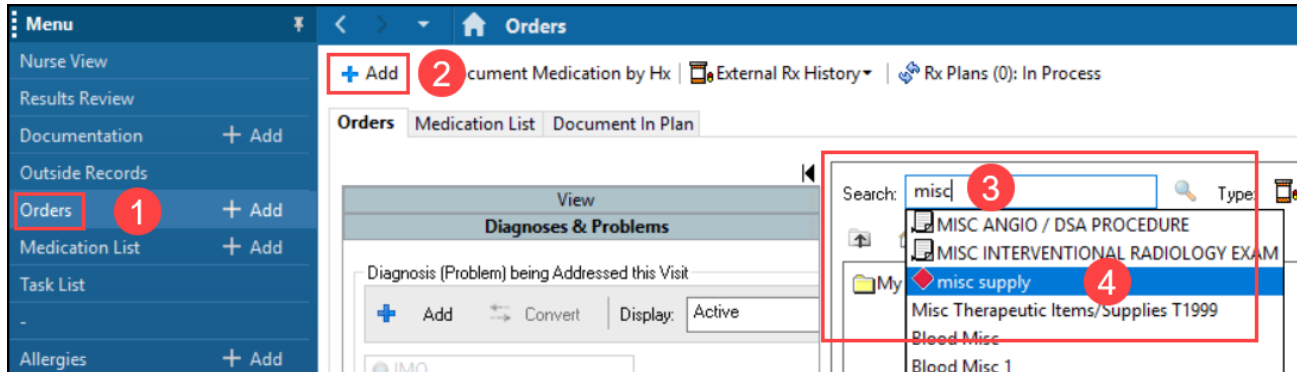 Menu
Orders
Nurse View
Results Review
Documentation + Add
Outside Records
Orders 1 + Add
Medication List + Add
Task List
-
Allergies + Add
+ Add 2 cument Medication by Hx | External Rx History | Rx Plans (0): In Process
Orders Medication List Document In Plan
View
Diagnoses & Problems
Diagnosis (Problem) being Addressed this Visit
Add Convert Display: Active
IMO
Search: misc 3 Type:
MISC ANGIO / DSA PROCEDURE
MISC INTERVENTIONAL RADIOLOGY EXAM
My misc supply 4
Misc Therapeutic Items/Supplies T1999
Blood Misc
Blood Misc 1